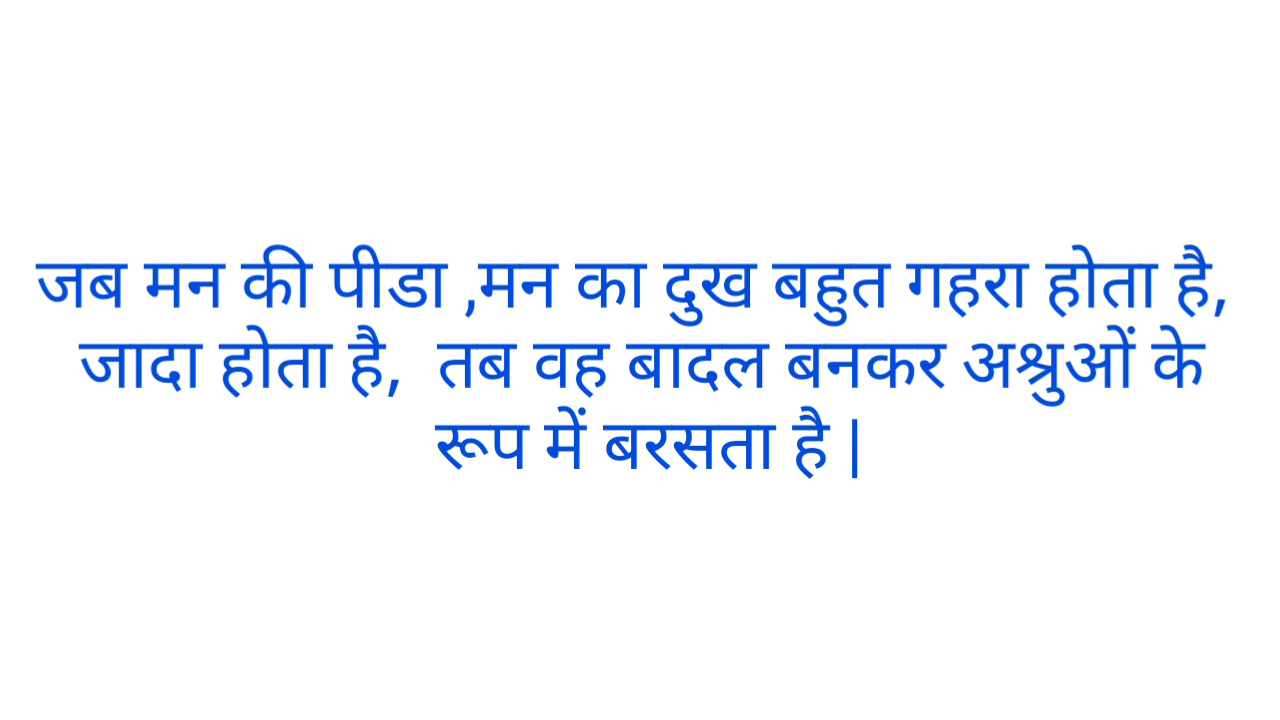 जब मन की पीडा ,मन का दुख बहुत गहरा होता है,
जादा होता है,  तब वह बादल बनकर अश्रुओं के
रूप में बरसता है |